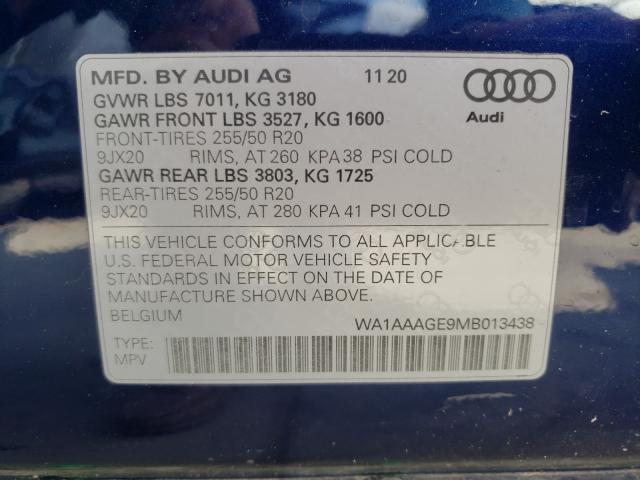 MFD. BY AUDI AG 11 20
GVWR LBS 7011, KG 3180
GAWR FRONT LBS 3527, KG 1600
FRONT-TIRES 255/50 R20
9JX20 RIMS, AT 260 KPA 38 PSI COLD
GAWR REAR LBS 3803, KG 1725
REAR-TIRES 255/50 R20
9JX20 RIMS, AT 280 KPA 41 PSI COLD
Audi
THIS VEHICLE CONFORMS TO ALL APPLICABLE
U.S. FEDERAL MOTOR VEHICLE SAFETY
STANDARDS IN EFFECT ON THE DATE OF
MANUFACTURE SHOWN ABOVE.
BELGIUM WA1AAAGE9MB013438
TYPE:
MPV